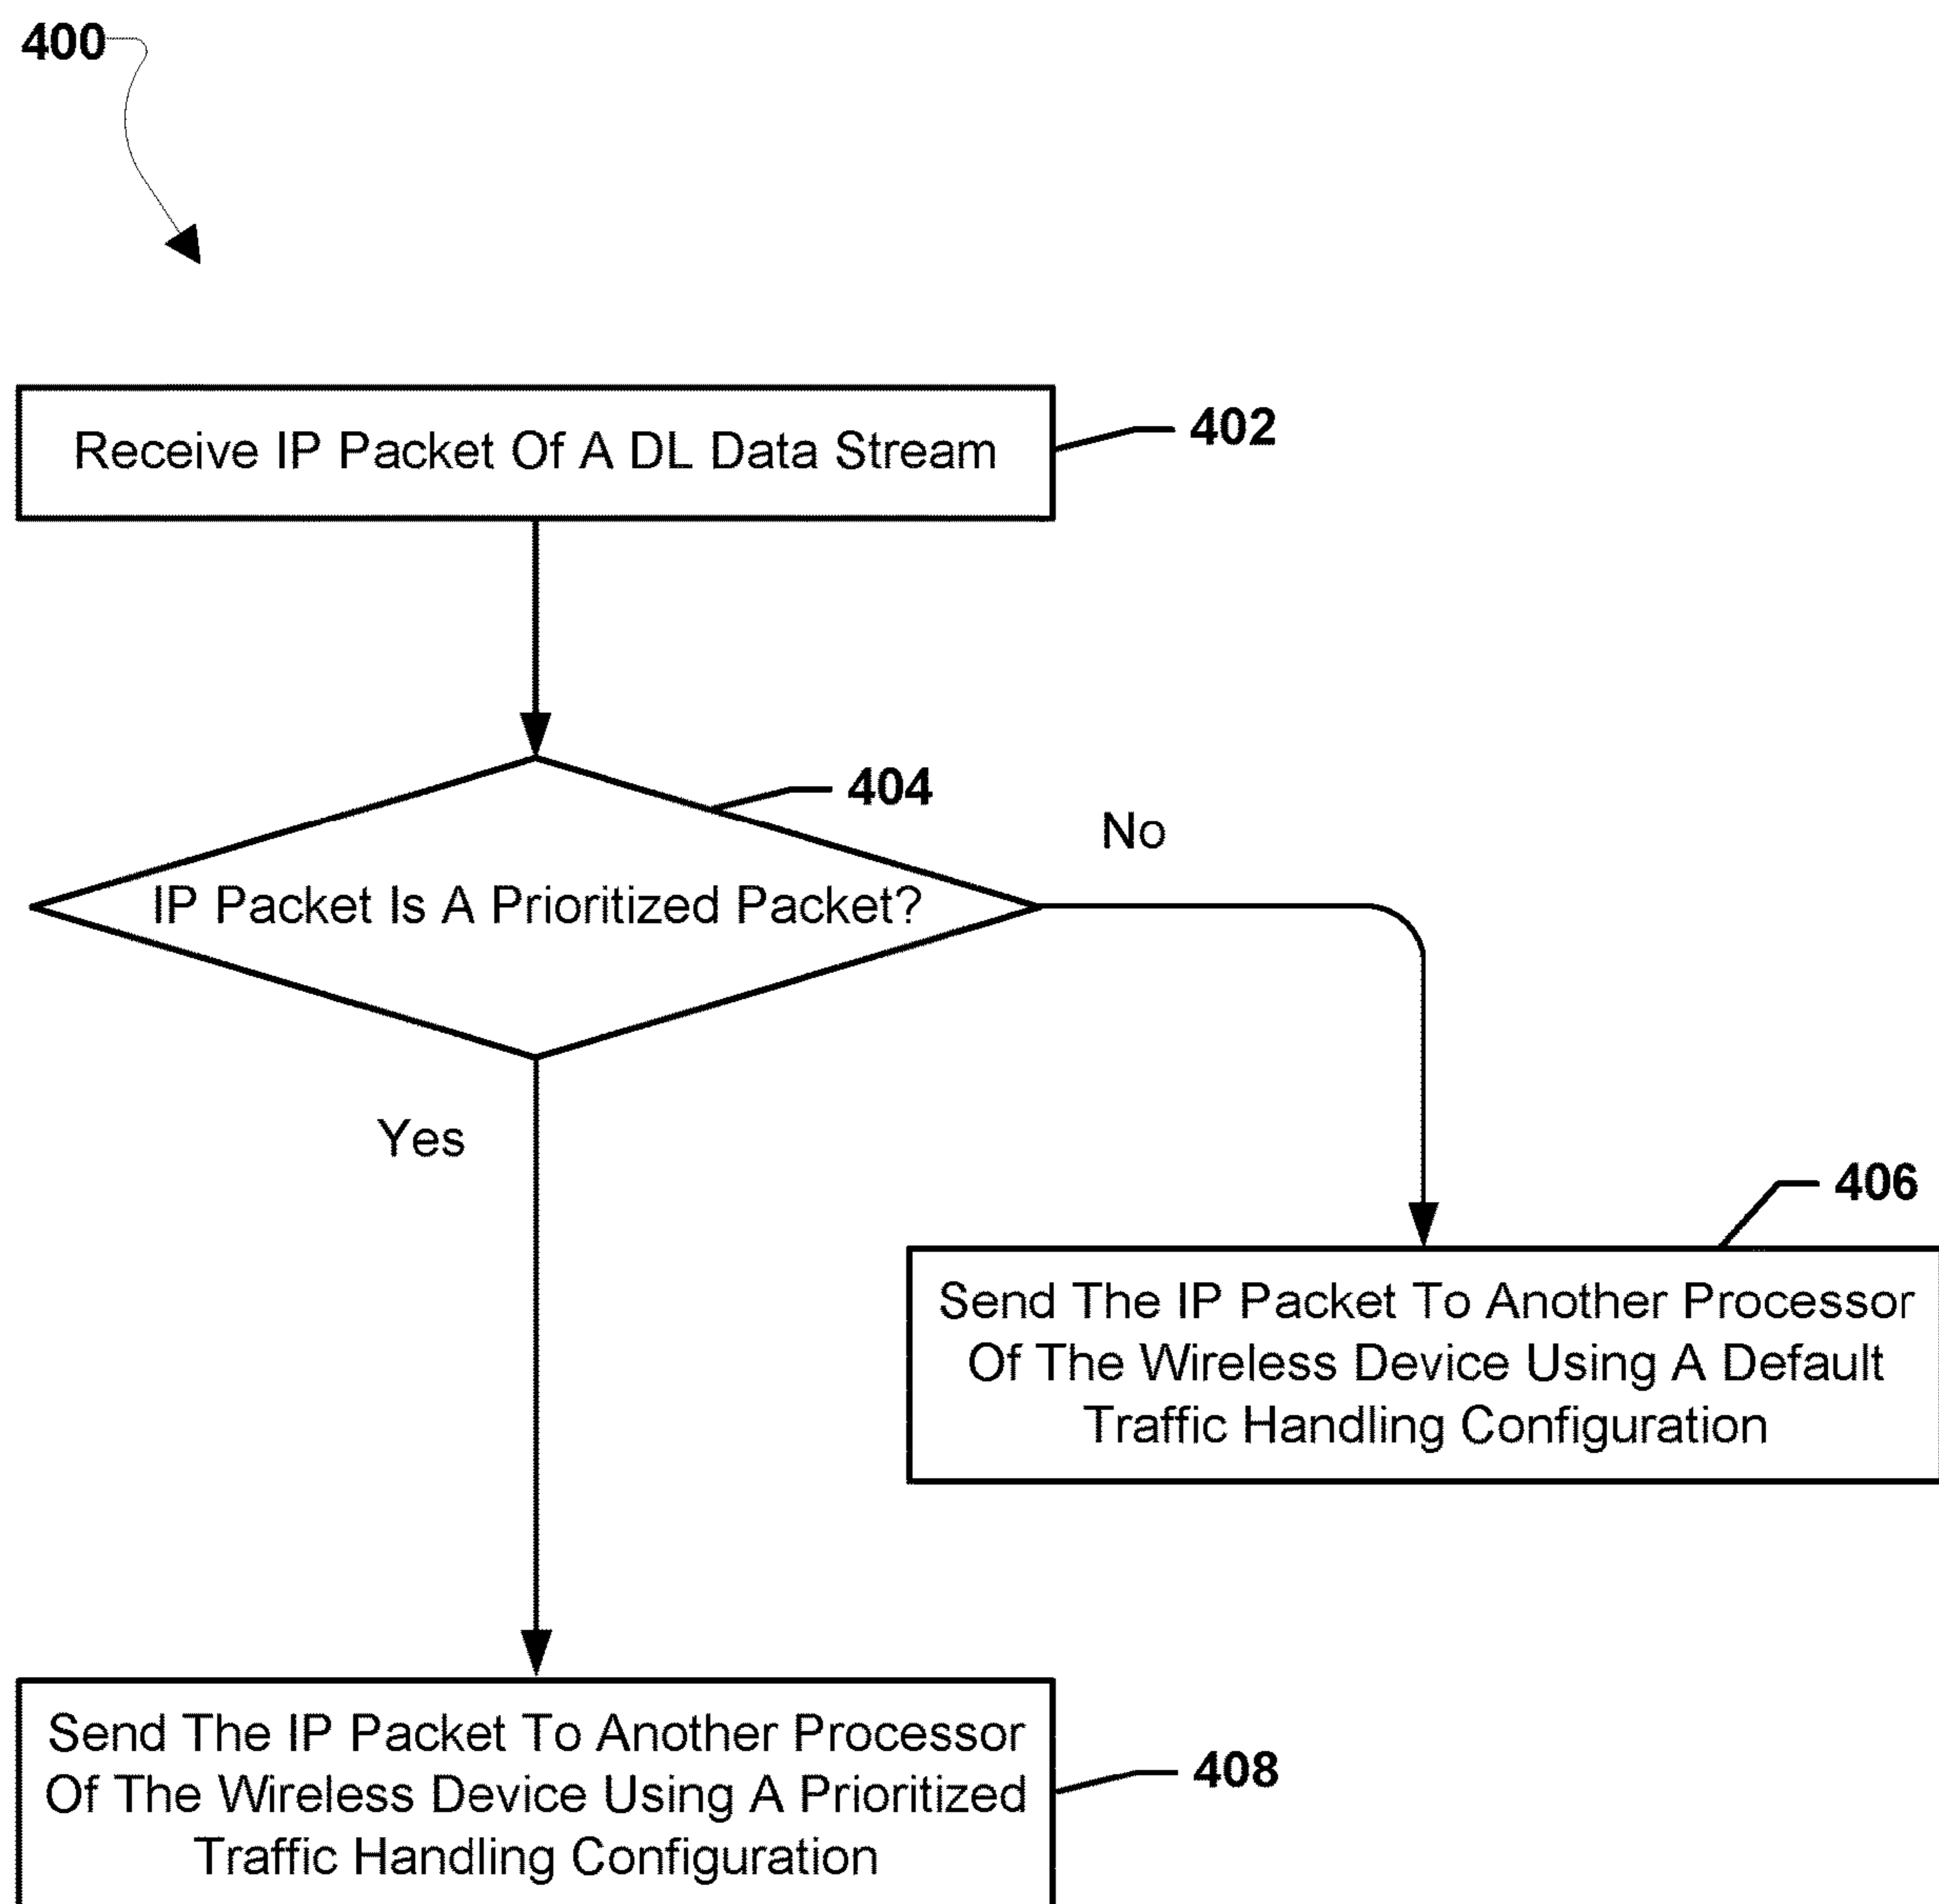 400
Receive IP Packet Of A DL Data Stream
402
404
IP Packet Is A Prioritized Packet?
No
Yes
406
Send The IP Packet To Another Processor
Of The Wireless Device Using A Default
Traffic Handling Configuration
Send The IP Packet To Another Processor
Of The Wireless Device Using A Prioritized
Traffic Handling Configuration
408